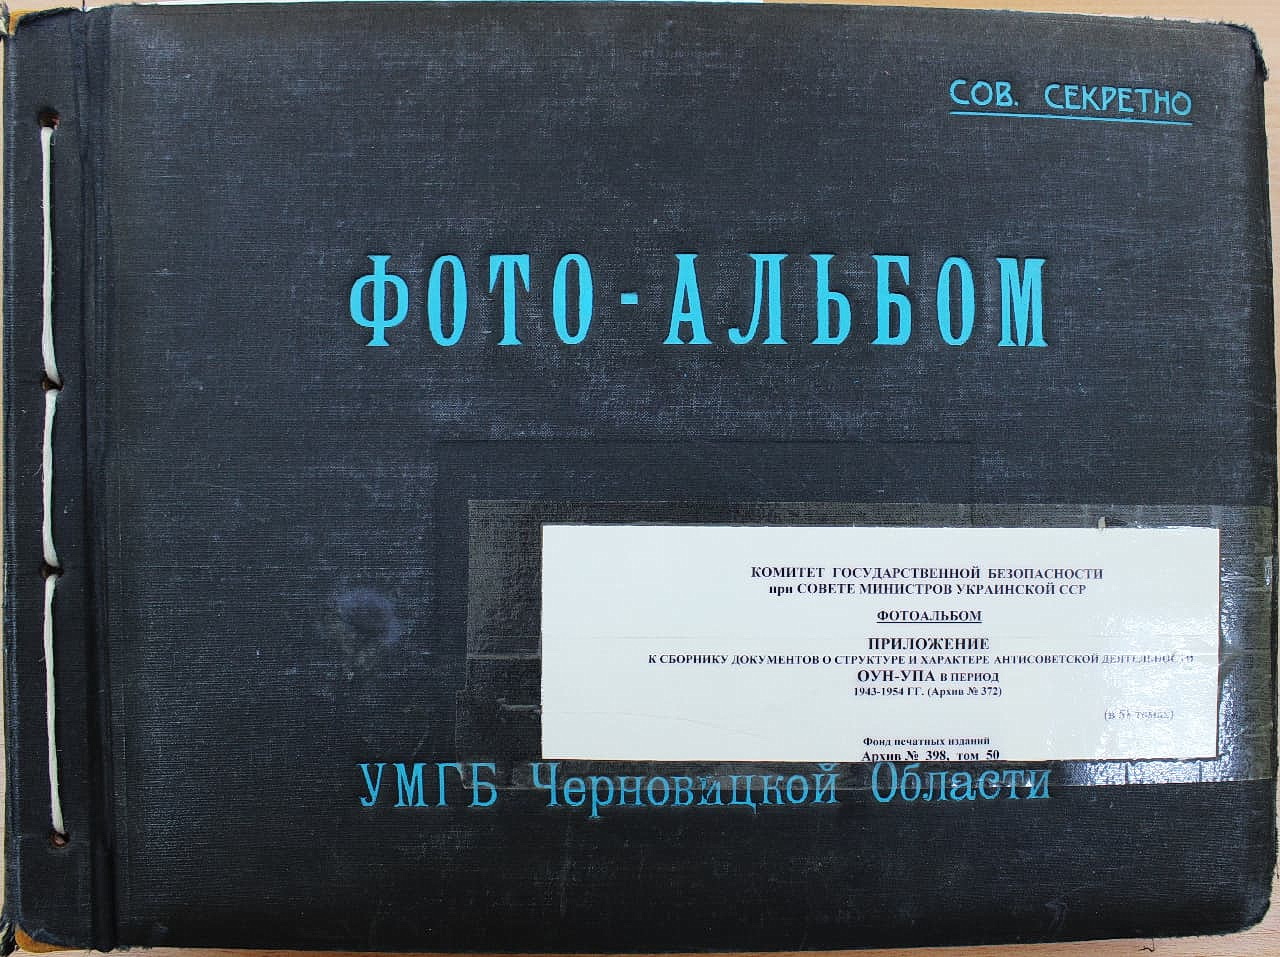 СОВ. СЕКРЕТНО
ФОТО-АЛЬБОМ
КОМИТЕТ ГОСУДАРСТВЕННОЙ БЕЗОПАСНОСТИ
при СОВЕТЕ МИНИСТРОВ УКРАИНСКОЙ ССР
ФОТОАЛЬБОМ
ПРИЛОЖЕНИЕ
К СБОРНИКУ ДОКУМЕНТОВ О СТРУКТУРЕ И ХАРАКТЕРЕ АНТИСОВЕТСКОЙ ДЕЯТЕЛЬНОСТИ
ОУН-УПА В ПЕРИОД
1943-1954 ГГ. (Архив № 372)
(в томах)
Фонд печатных изданий
Архив № 398, том 50
УМГБ Черновицкой Области